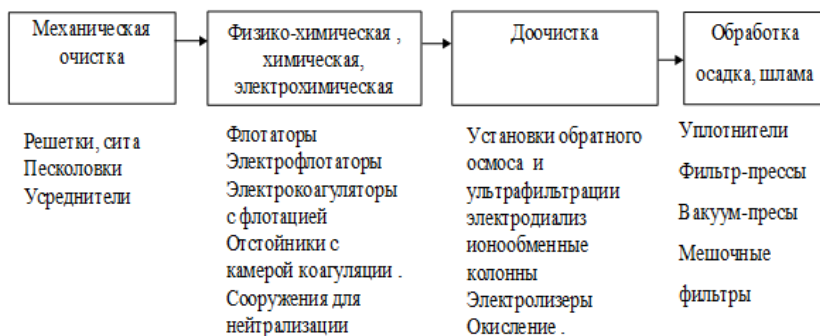 Механическая
очистка
Физико-химическая ,
химическая,
электрохимическая
Доочистка
Обработка
осадка, шлама
Решетки, сита
Песколовки
Усреднители
Флотаторы
Электрофлотаторы
Электрокоагуляторы
с флотацией
Отстойники с
камерой коагуляции .
Сооружения для
нейтрализации
Установки обратного
осмоса и
ультрафильтрации
электродиализ
ионообменные
колонны
Электролизеры
Окисление .
Уплотнители
Фильтр-прессы
Вакуум-пресы
Мешочные
фильтры